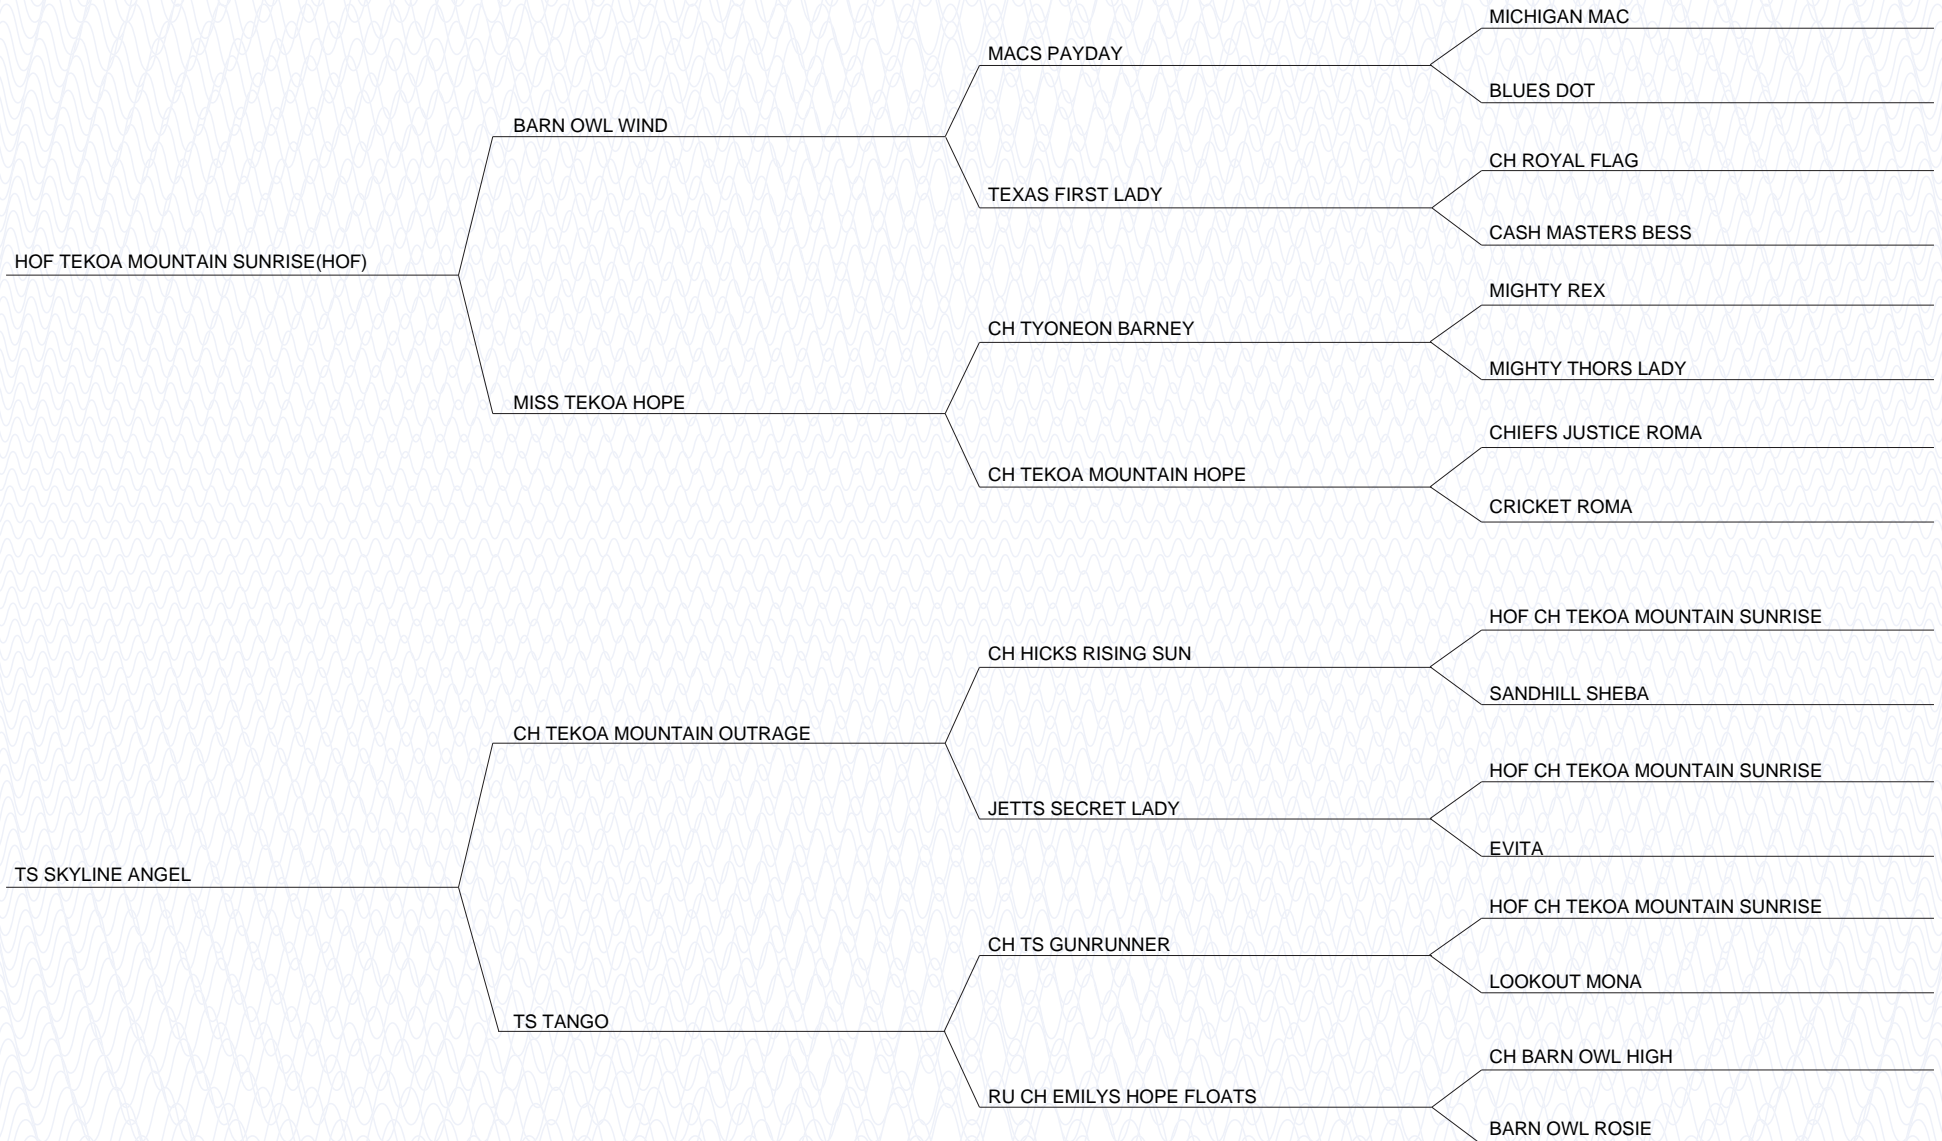 MICHIGAN MAC
MACS PAYDAY
BLUES DOT
BARN OWL WIND
CH ROYAL FLAG
TEXAS FIRST LADY
CASH MASTERS BESS
HOF TEKOA MOUNTAIN SUNRISE(HOF)
MIGHTY REX
CH TYONEON BARNEY
MIGHTY THORS LADY
MISS TEKOA HOPE
CHIEFS JUSTICE ROMA
CH TEKOA MOUNTAIN HOPE
CRICKET ROMA
HOF CH TEKOA MOUNTAIN SUNRISE
CH HICKS RISING SUN
SANDHILL SHEBA
CH TEKOA MOUNTAIN OUTRAGE
HOF CH TEKOA MOUNTAIN SUNRISE
JETTS SECRET LADY
EVITA
TS SKYLINE ANGEL
HOF CH TEKOA MOUNTAIN SUNRISE
CH TS GUNRUNNER
LOOKOUT MONA
TS TANGO
CH BARN OWL HIGH
RU CH EMILYS HOPE FLOATS
BARN OWL ROSIE